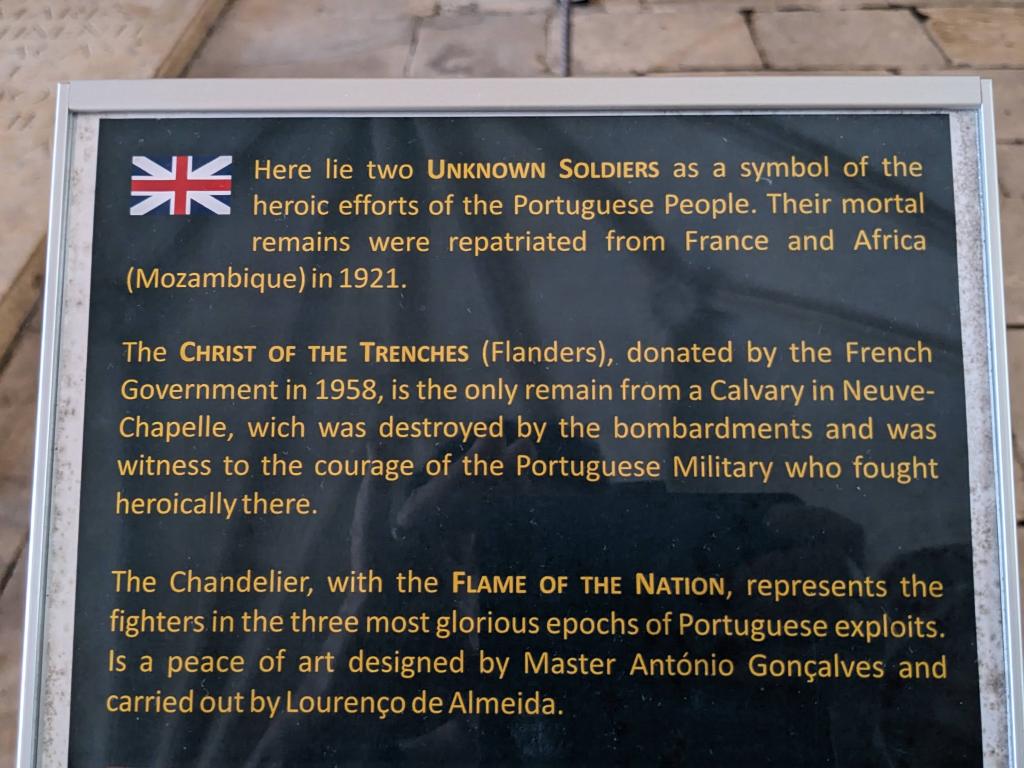 Here lie two UNKNOWN SOLDIERS as a symbol of the
heroic efforts of the Portuguese People. Their mortal
remains were repatriated from France and Africa
(Mozambique) in 1921.
The CHRIST OF THE TRENCHES (Flanders), donated by the French
Government in 1958, is the only remain from a Calvary in Neuve-
Chapelle, wich was destroyed by the bombardments and was
witness to the courage of the Portuguese Military who fought
heroically there.
The Chandelier, with the FLAME OF THE NATION, represents the
fighters in the three most glorious epochs of Portuguese exploits.
Is a peace of art designed by Master António Gonçalves and
carried out by Lourenço de Almeida.